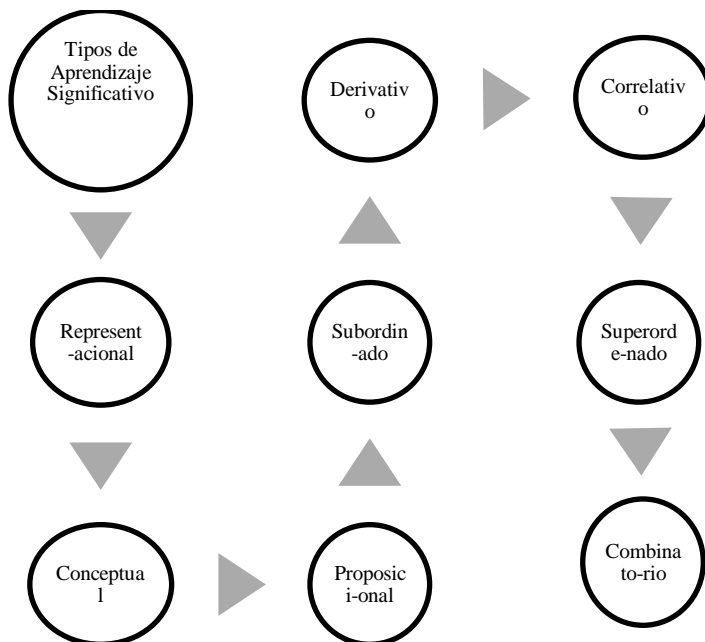 Tipos de
Aprendizaje
Significativo
Represent
-acional
Conceptua
l
Proposic
i-onal
Subordin
-ado
Derivativ
o
Correlativ
o
Superord
e-nado
Combina
to-rio